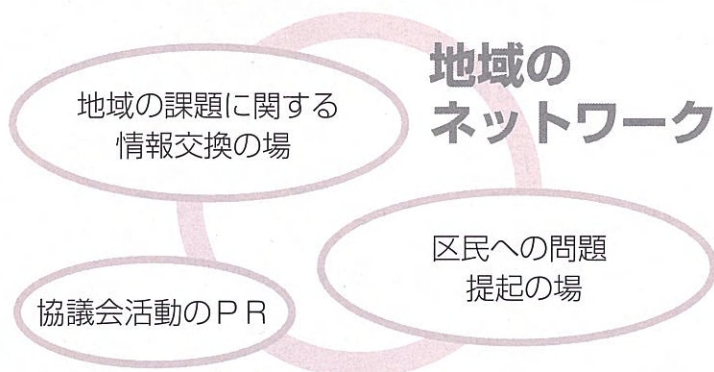 地域の
ネットワーク
地域の課題に関する
情報交換の場
区民への問題
提起の場
協議会活動のＰＲ